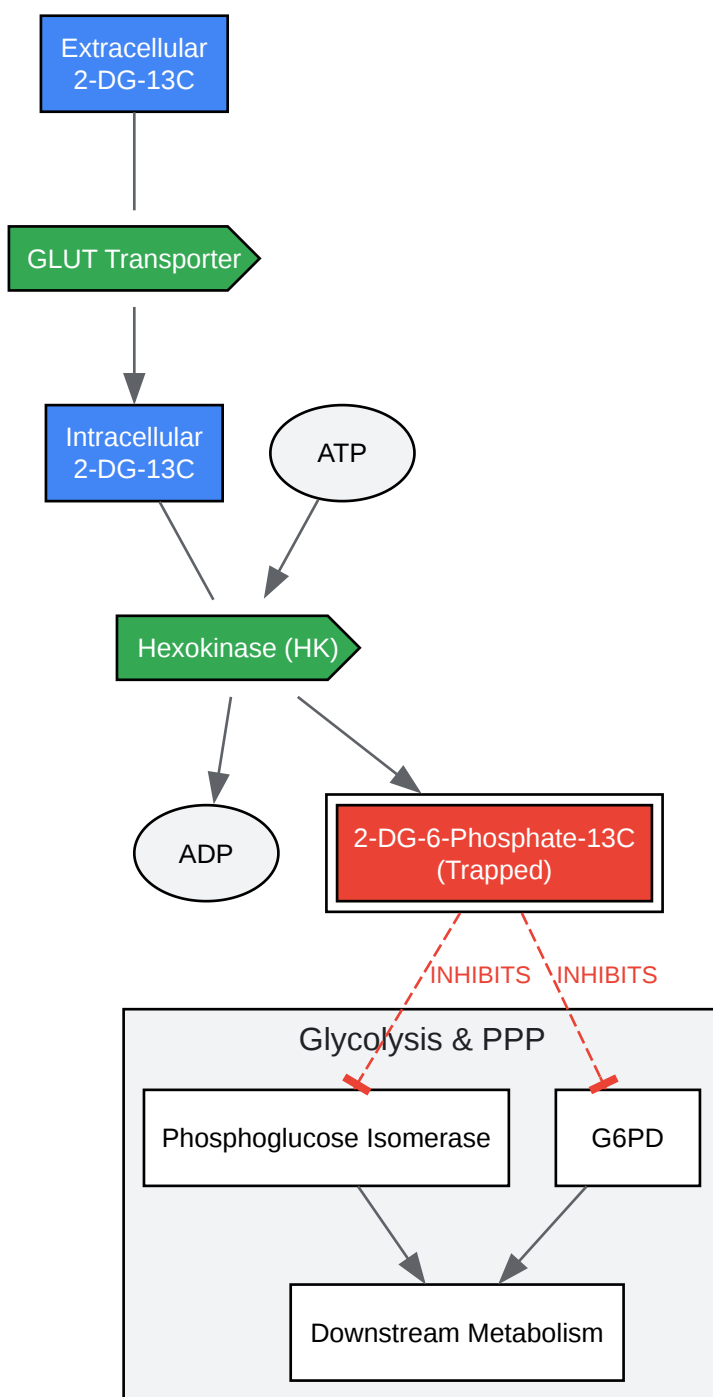 Extracellular
2-DG-13C
GLUT Transporter
Intracellular
2-DG-13C
ATP
Hexokinase (HK)
ADP
2-DG-6-Phosphate-13C
(Trapped)
INHIBITS
INHIBITS
Glycolysis & PPP
Phosphoglucose Isomerase
G6PD
Downstream Metabolism